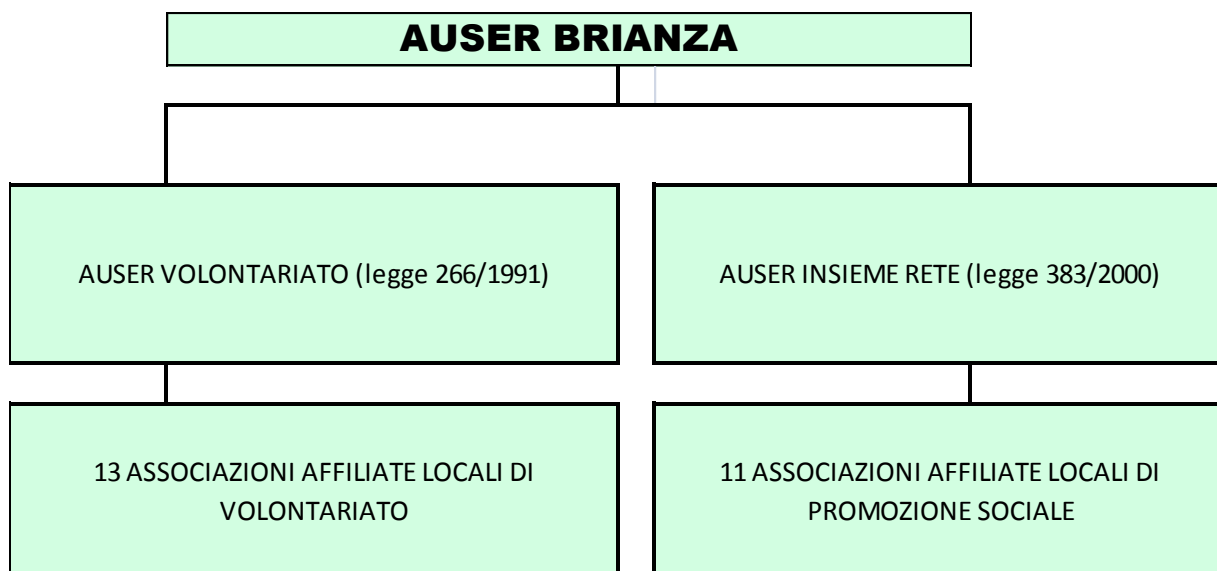 AUSER BRIANZA
AUSER VOLONTARIATO (legge 266/1991)
AUSER INSIEME RETE (legge 383/2000)
13 ASSOCIAZIONI AFFILIATE LOCALI DI
VOLONTARIATO
11 ASSOCIAZIONI AFFILIATE LOCALI DI
PROMOZIONE SOCIALE